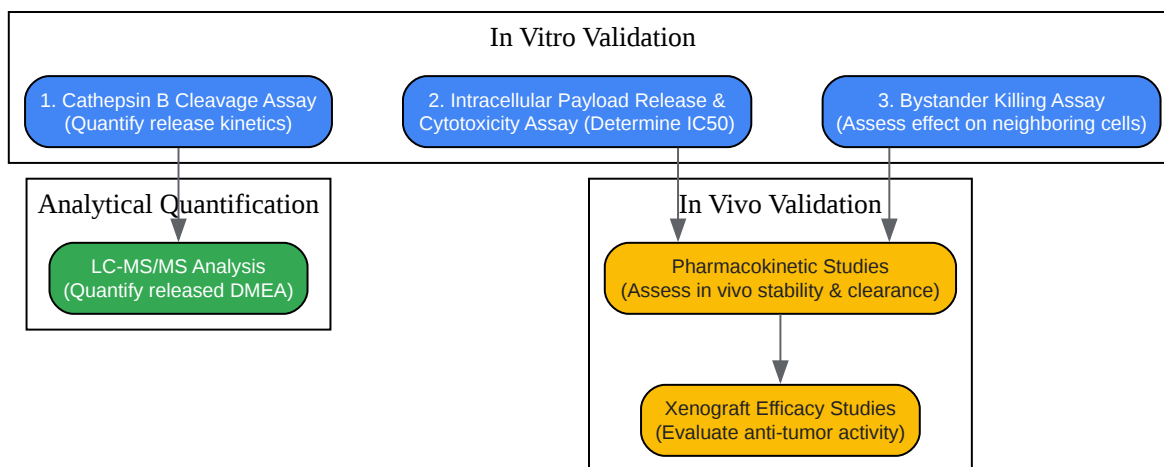 In Vitro Validation
1. Cathepsin B Cleavage Assay
(Quantify release kinetics)
2. Intracellular Payload Release &
Cytotoxicity Assay (Determine IC50)
3. Bystander Killing Assay
(Assess effect on neighboring cells)
Analytical Quantification
LC-MS/MS Analysis
(Quantify released DMEA)
In Vivo Validation
Pharmacokinetic Studies
(Assess in vivo stability & clearance)
Xenograft Efficacy Studies
(Evaluate anti-tumor activity)